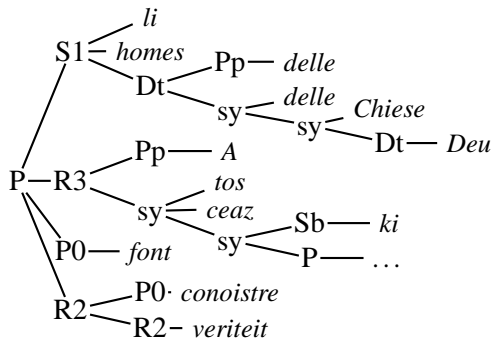 li
S1 homes
Pp delle
Dt
delle
sy Chiese
sy
Dt Deu
Pp A
P R3
tos
sy ceaz
Sb ki
sy
P0 font
P ...
P0 conoistre
R2
R2 veriteit